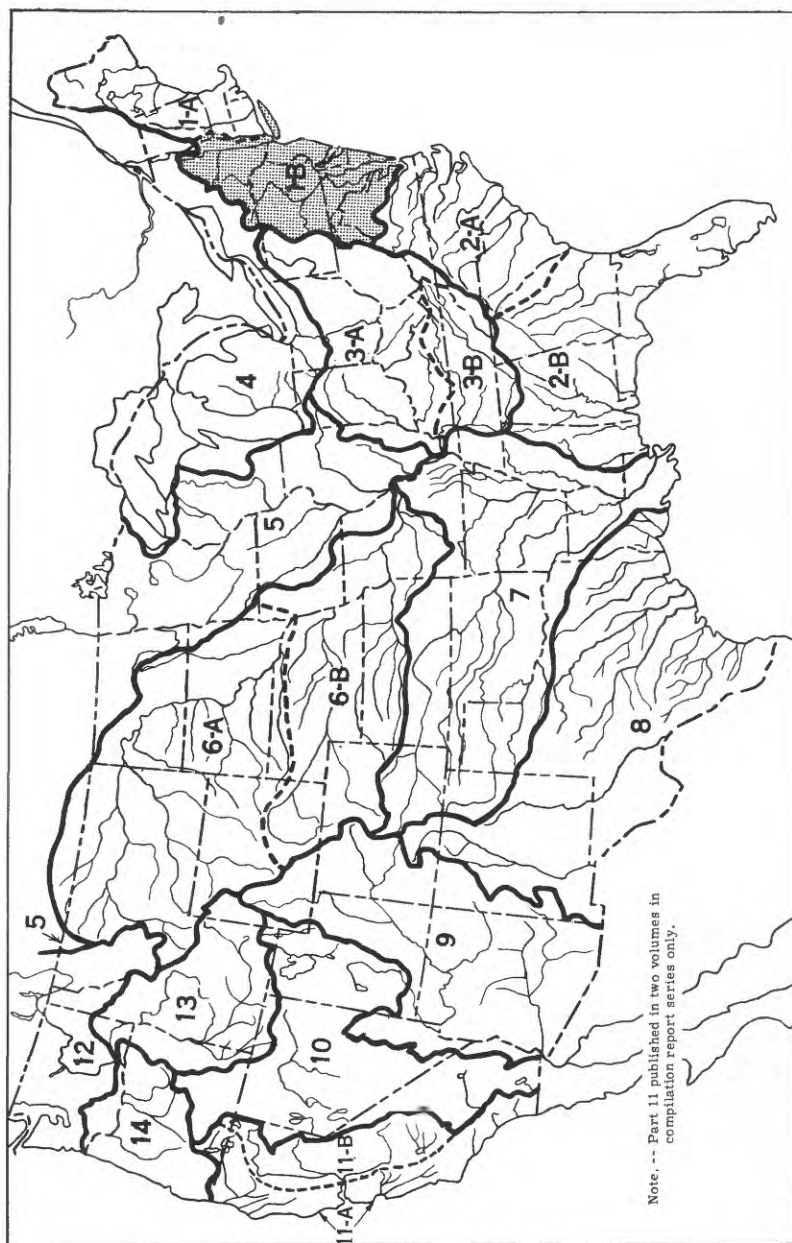 1-A
1-B
2-A
2-B
3-A
3-B
4
5
5
6-A
6-B
7
8
9
10
11-A
11-B
12
13
14
Note. -- Part 11 published in two volumes in
compilation report series only.